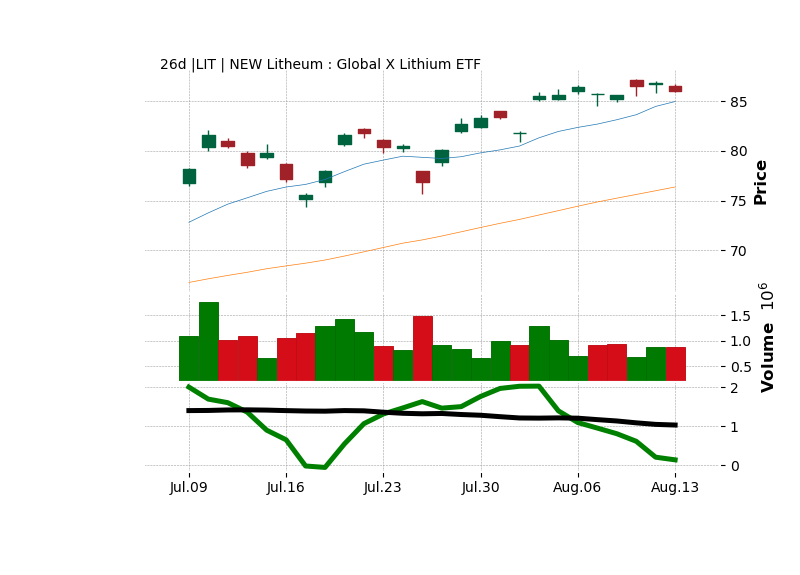 26d |LIT | NEW Litheum : Global X Lithium ETF
85
80
75
70
Price
10^6
1.5
1.0
0.5
Volume
2
1
0
Jul.09 Jul.16 Jul.23 Jul.30 Aug.06 Aug.13